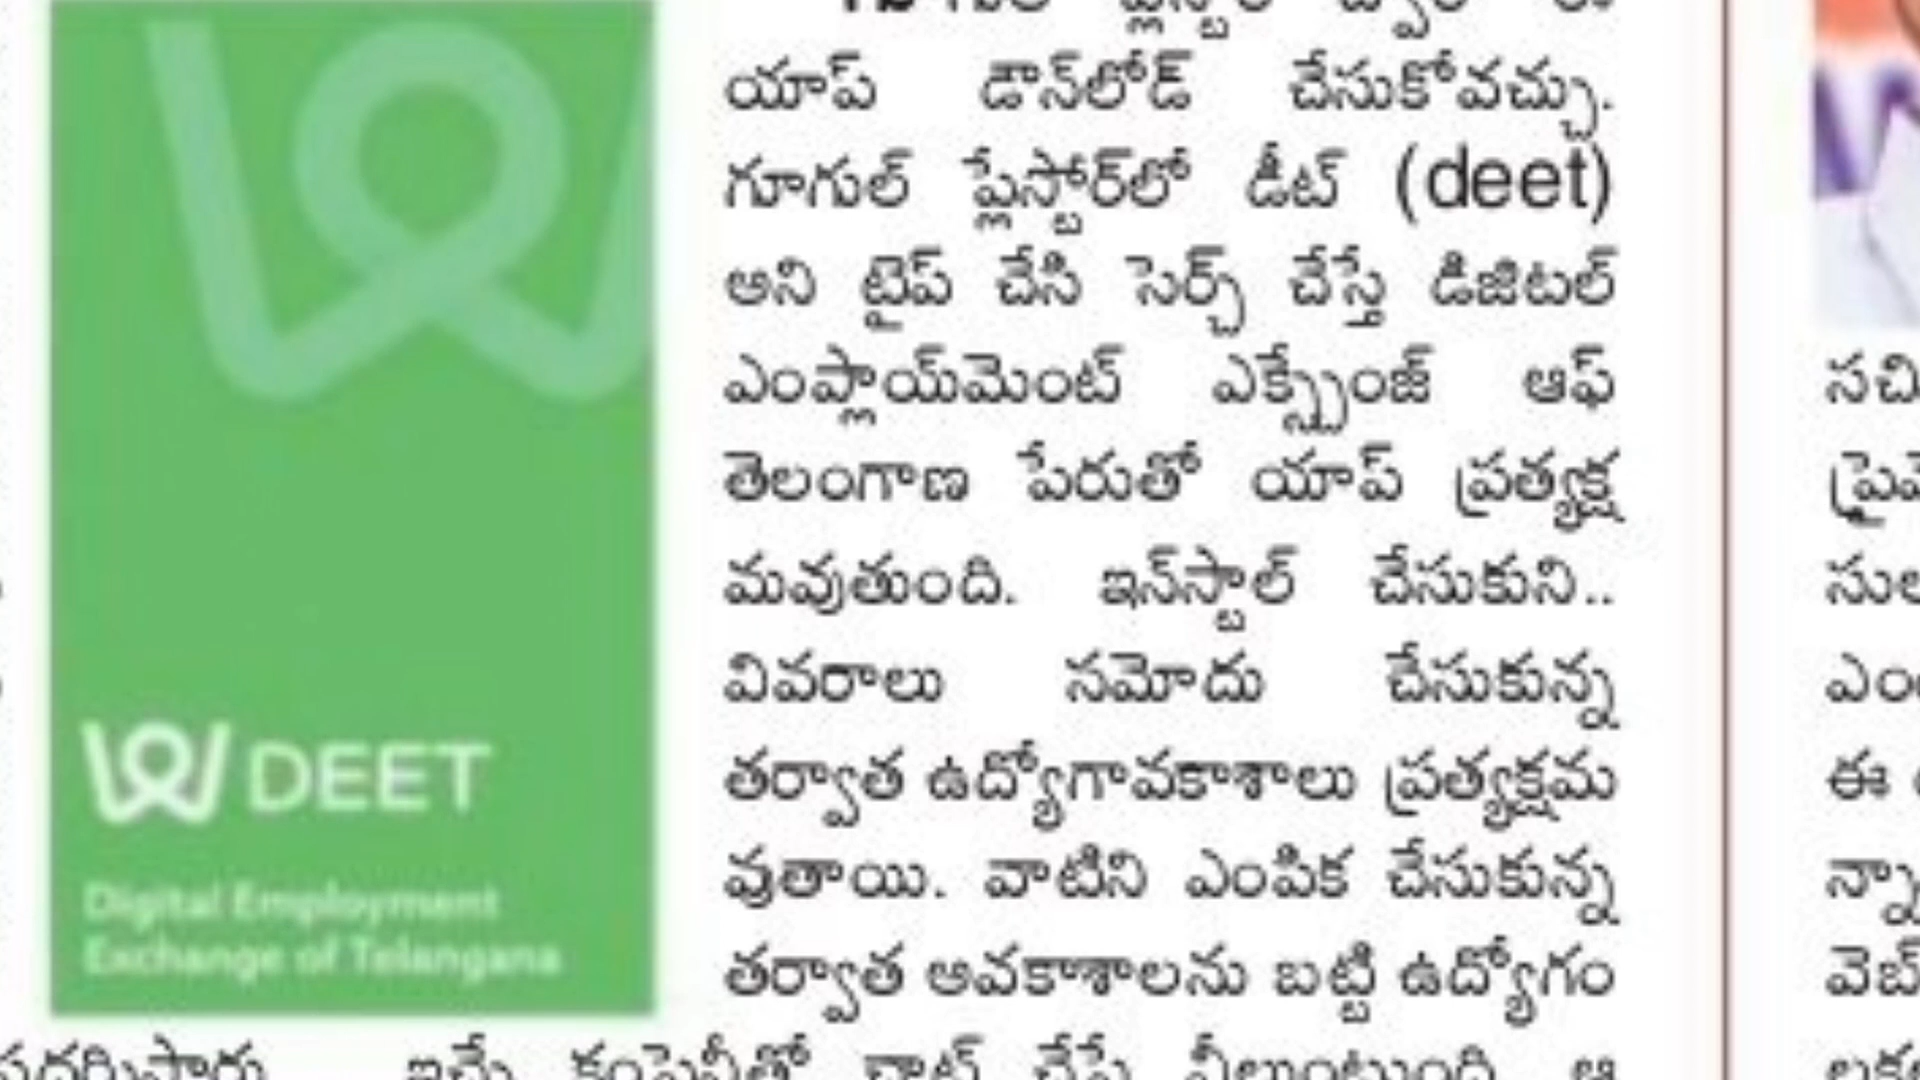 యాప్ డౌన్‌లోడ్ చేసుకోవచ్చు.
గూగుల్ ప్లేస్టోర్‌లో డీట్ (deet)
అని టైప్ చేసి సెర్చ్ చేస్తే డిజిటల్
ఎంప్లాయ్‌మెంట్ ఎక్స్ఛేంజ్ ఆఫ్
తెలంగాణ పేరుతో యాప్ ప్రత్యక్ష
మవుతుంది. ఇన్‌స్టాల్ చేసుకుని..
వివరాలు నమోదు చేసుకున్న
తర్వాత ఉద్యోగావకాశాలు ప్రత్యక్షమ
వుతాయి. వాటిని ఎంపిక చేసుకున్న
తర్వాత అవకాశాలను బట్టి ఉద్యోగం
DEET
Digital Employment
Exchange of Telangana
ఈ